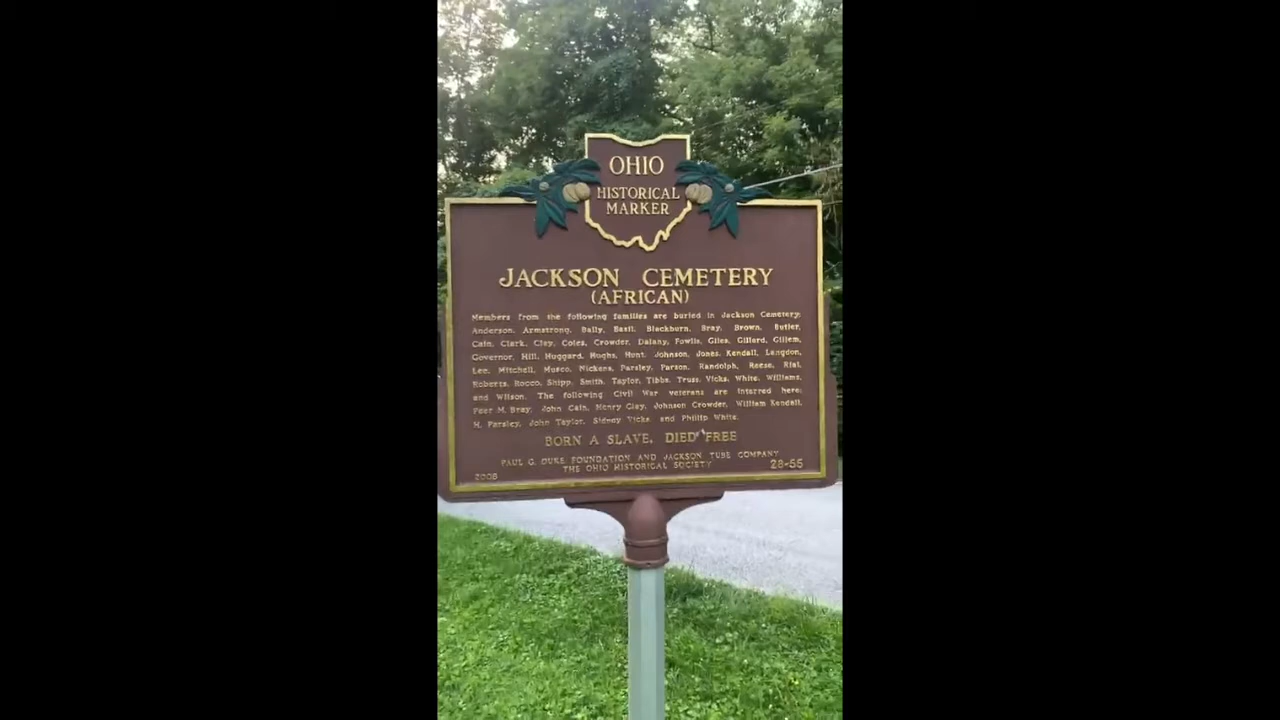 OHIO
HISTORICAL
MARKER
JACKSON CEMETERY
(AFRICAN)
Members from the following families are buried in Jackson Cemetery:
Anderson, Armstrong, Bally, Basil, Blackburn, Bray, Brown, Butler,
Cain, Clark, Clay, Coles, Crowder, Delany, Fowlis, Giles, Gillard, Gillem,
Governor, Hill, Huggard, Hughs, Hunt, Johnson, Jones, Kendall, Langdon,
Lee, Mitchell, Mosco, Nickens, Parsley, Parson, Randolph, Reese, Rial,
Roberts, Rocco, Shipp, Smith, Taylor, Tibbs, Truss, Vicks, White, Williams,
and Wilson. The following Civil War veterans are interred here:
M. Bray, John Cain, Henry Clay, Johnson Crowder, William Kendall,
H. Parsley, John Taylor, Sidney Vicks, and Phillip White.
BORN A SLAVE, DIED FREE
PAUL G. DUKE FOUNDATION AND JACKSON TUBE COMPANY
THE OHIO HISTORICAL SOCIETY
2008 28-55